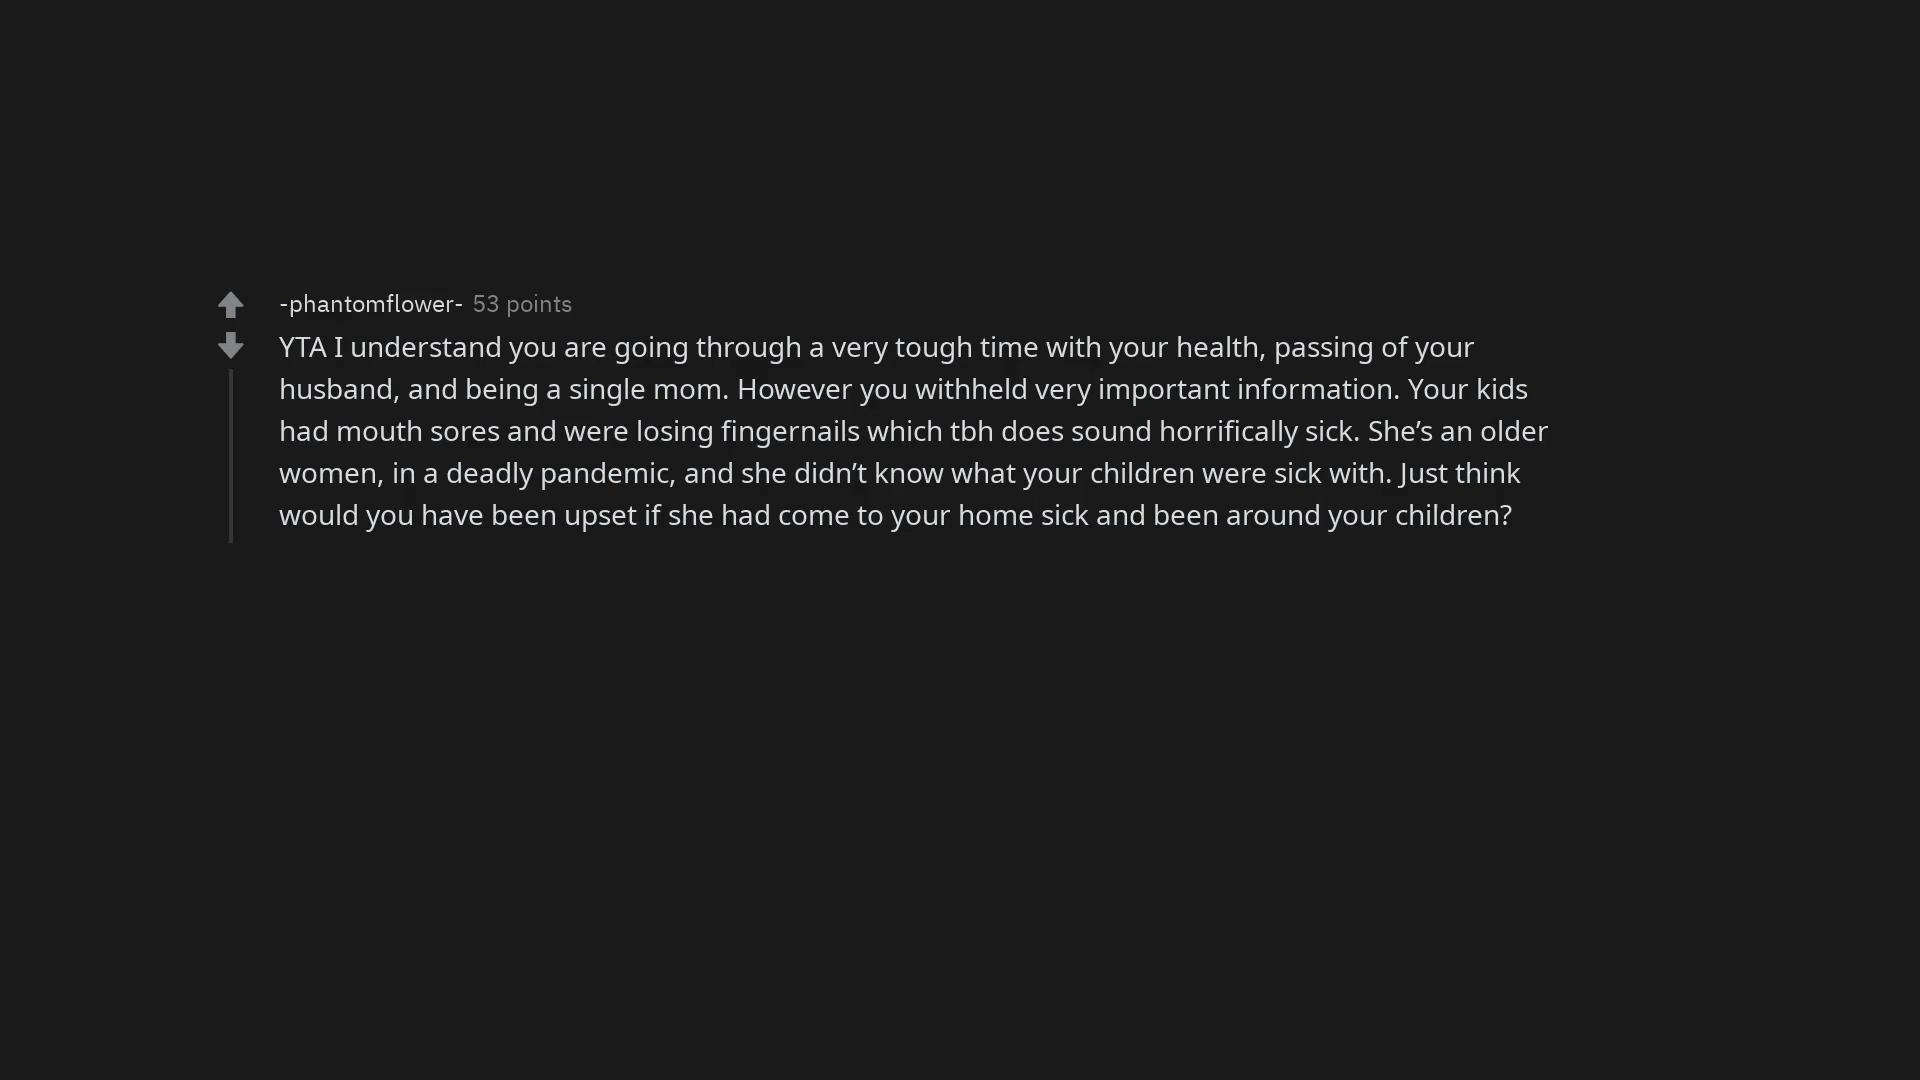 -phantomflower- 53 points
YTA I understand you are going through a very tough time with your health, passing of your
husband, and being a single mom. However you withheld very important information. Your kids
had mouth sores and were losing fingernails which tbh does sound horrifically sick. She’s an older
women, in a deadly pandemic, and she didn’t know what your children were sick with. Just think
would you have been upset if she had come to your home sick and been around your children?